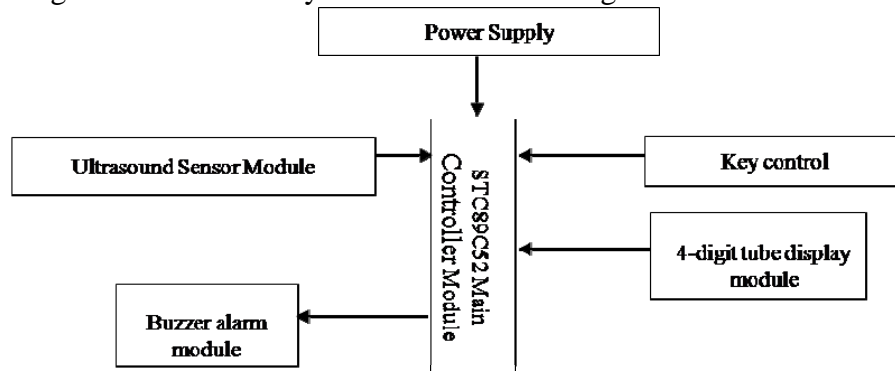 Power Supply
Ultrasound Sensor Module
STC89C52 Main
Controller Module
Key control
4-digit tube display
module
Buzzer alarm
module